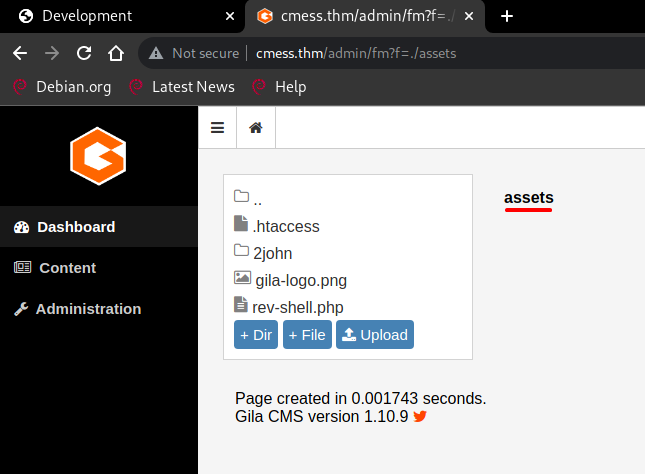 Development
cmess.thm/admin/fm?f=./
Not secure cmess.thm/admin/fm?f=./assets
Debian.org Latest News Help
Dashboard
Content
Administration
..
.htaccess
2john
gila-logo.png
rev-shell.php
+ Dir + File Upload
assets
Page created in 0.001743 seconds.
Gila CMS version 1.10.9